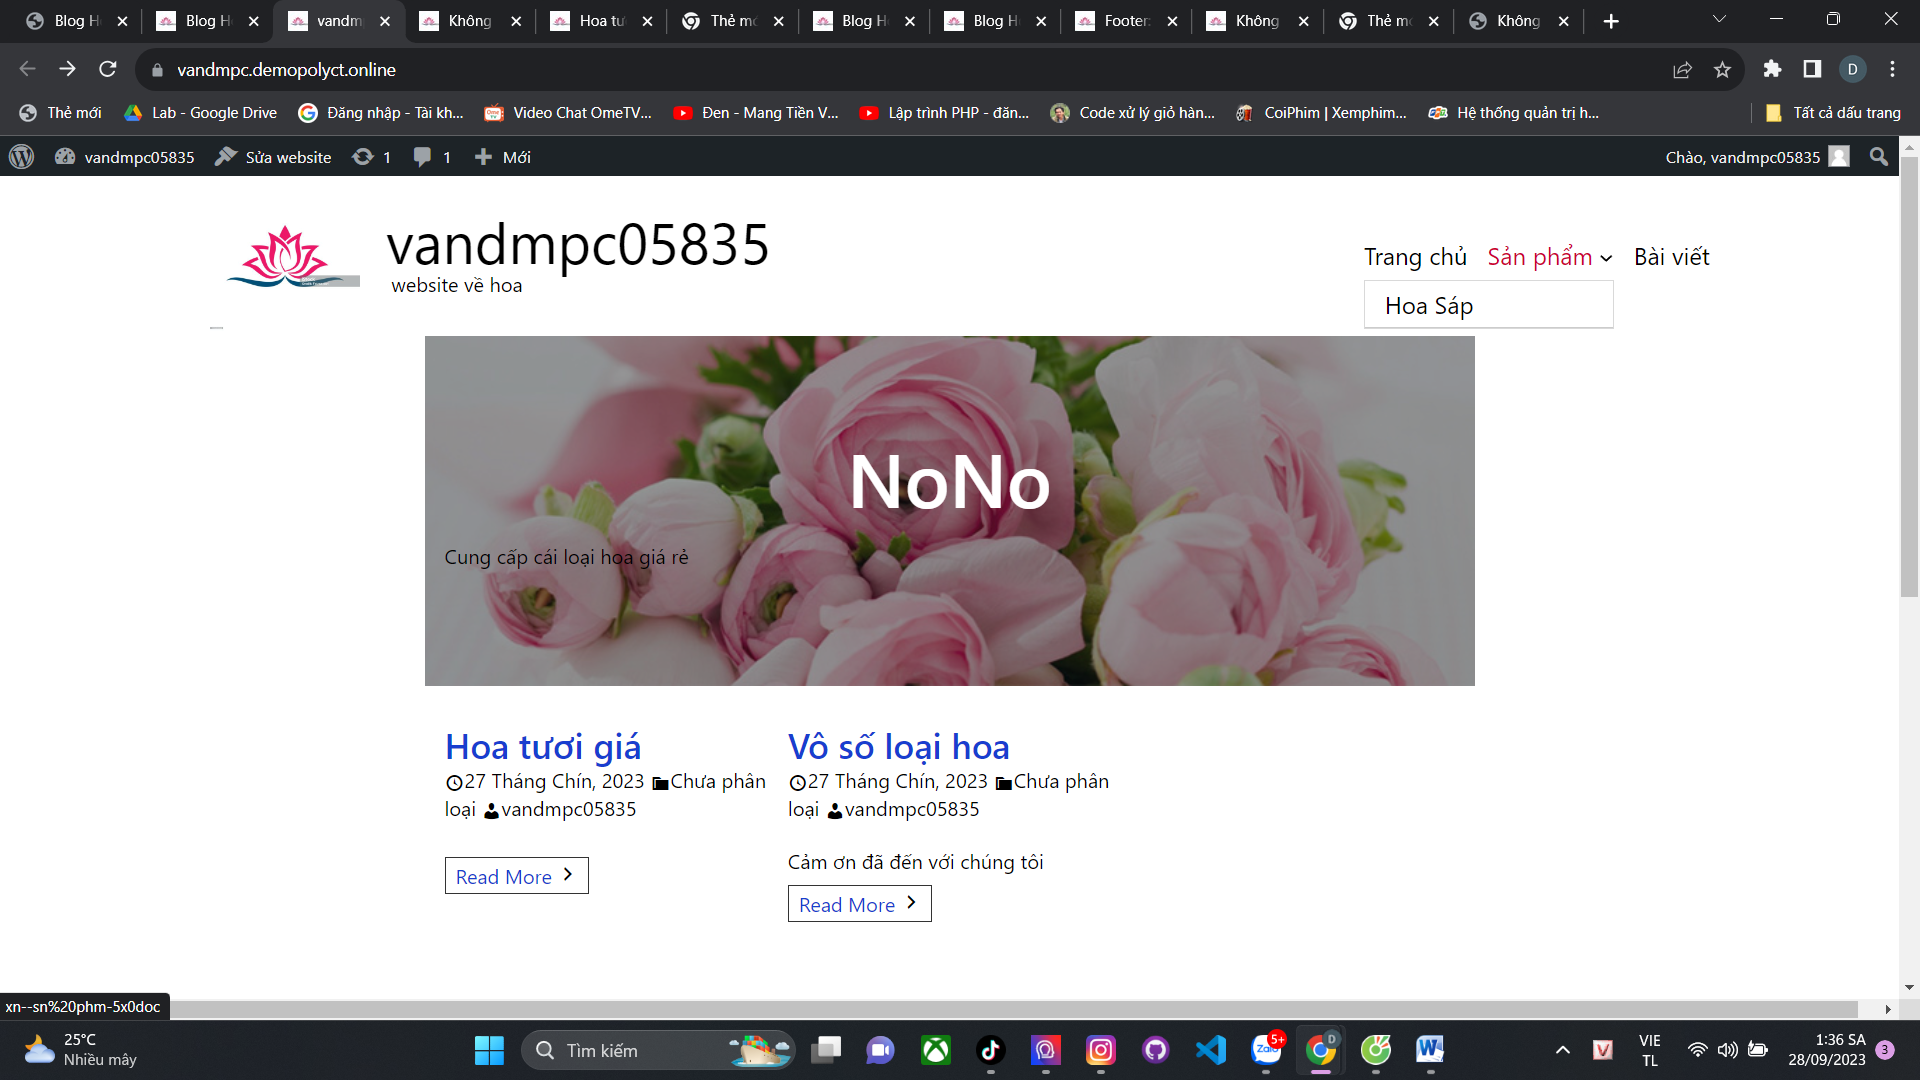 Blog H
Blog H
vandm
Không
Hoa tư
Thẻ mớ
Blog H
Blog H
Footer:
Không
Thẻ mớ
Không
vandmpc.demopolyct.online
D
Thẻ mới
Lab - Google Drive
Đăng nhập - Tài kh...
Video Chat OmeTV...
Đen - Mang Tiền V...
Lập trình PHP - đăn...
Code xử lý giỏ hàn...
CoiPhim | Xemphim...
Hệ thống quản trị h...
Tất cả dấu trang
vandmpc05835
Sửa website
1
1
Mới
Chào, vandmpc05835
vandmpc05835
website về hoa
Trang chủ
Sản phẩm
Bài viết
Hoa Sáp
NoNo
Cung cấp cái loại hoa giá rẻ
Hoa tươi giá
27 Tháng Chín, 2023 Chưa phân
loại vandmpc05835
Read More
Vô số loại hoa
27 Tháng Chín, 2023 Chưa phân
loại vandmpc05835
Cảm ơn đã đến với chúng tôi
Read More
xn--sn%20phm-5x0doc
25°C
Nhiều mây
Tìm kiếm
Zalo
5+
D
V
VIE
TL
1:36 SA
28/09/2023
3